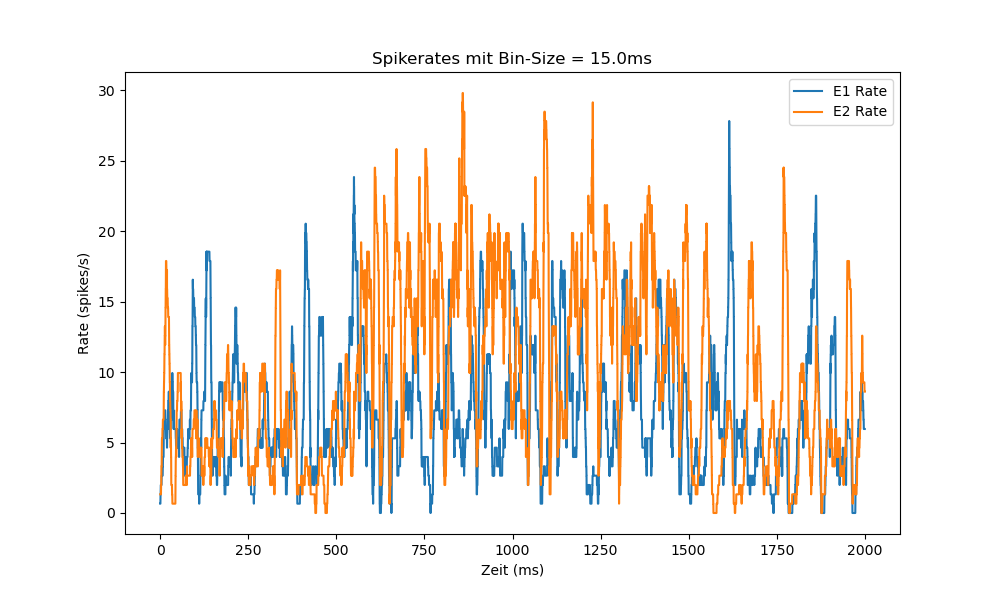 Spikerates mit Bin-Size = 15.0ms
E1 Rate
E2 Rate
Rate (spikes/s)
30
25
20
15
10
5
0
0 250 500 750 1000 1250 1500 1750 2000
Zeit (ms)